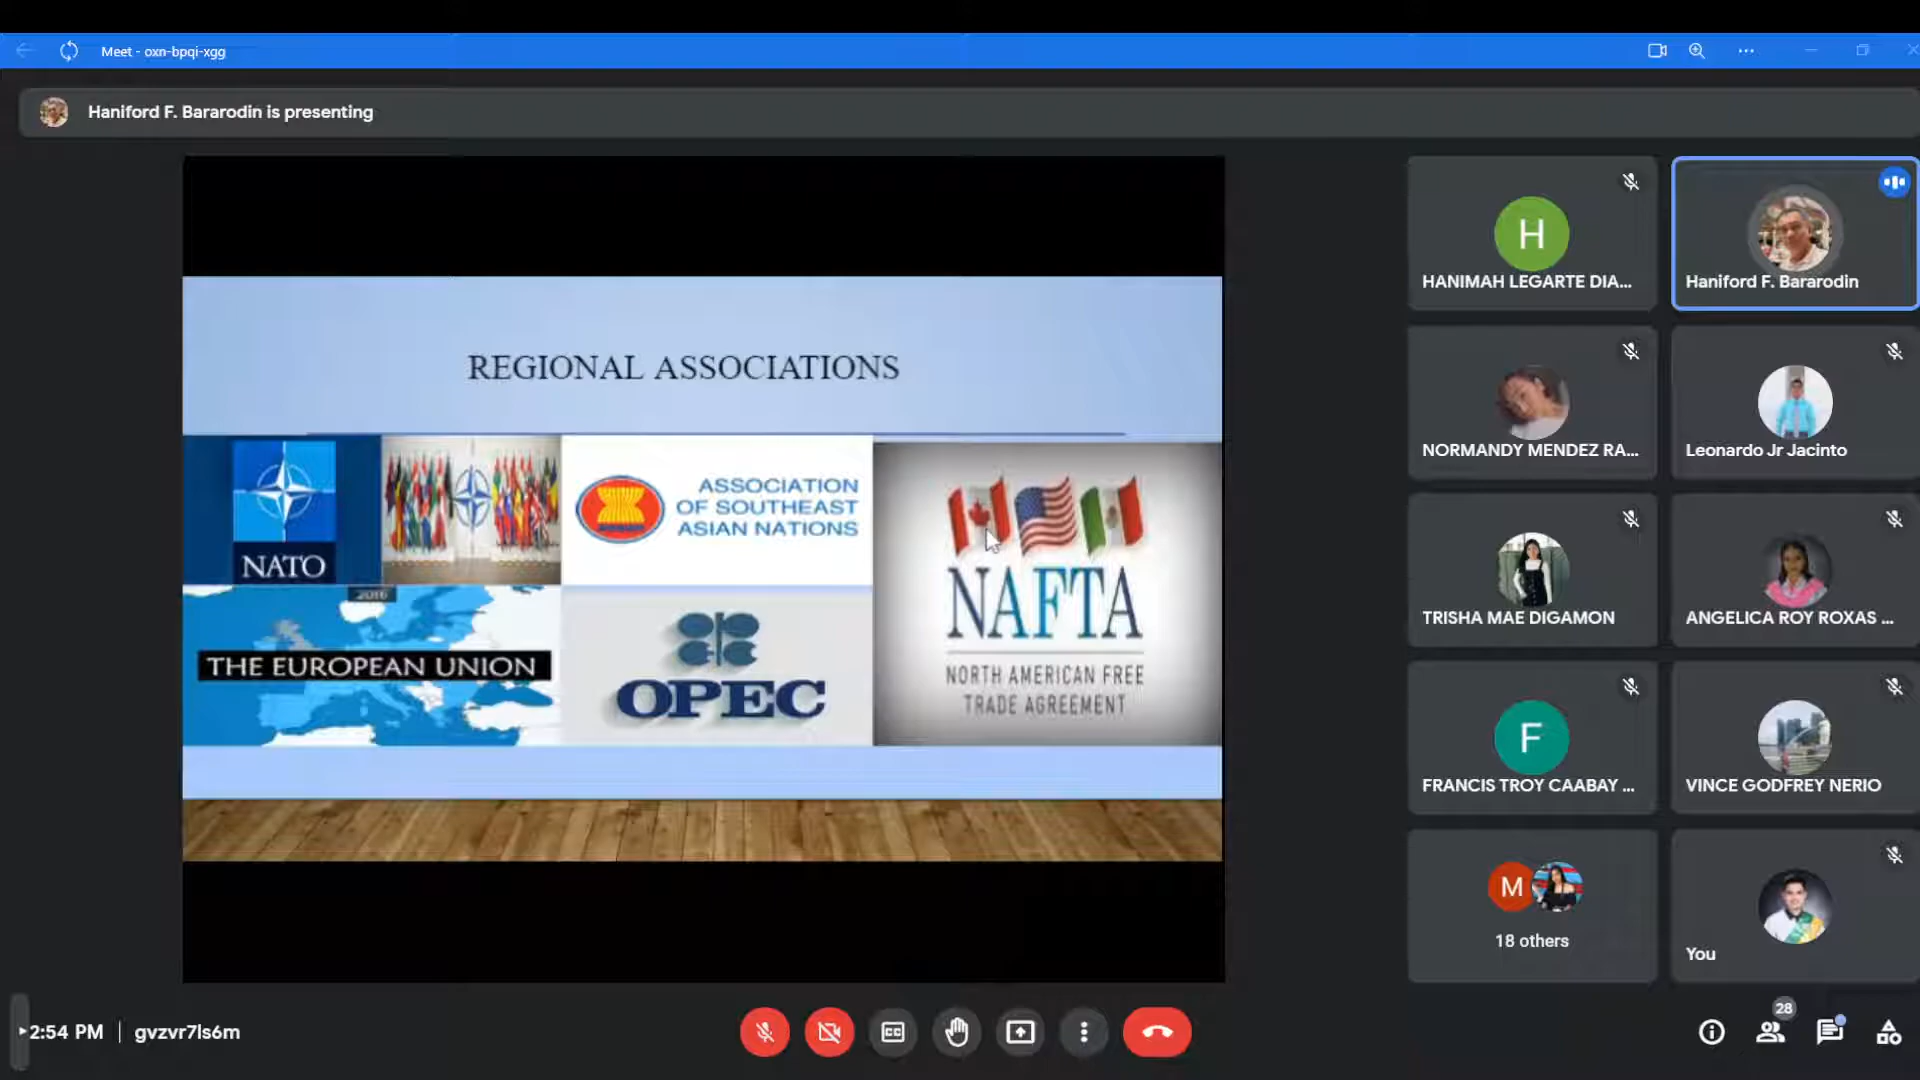 Meet - oxn-bpqi-xgg
Haniford F. Bararodin is presenting
REGIONAL ASSOCIATIONS
NATO
ASSOCIATION
OF SOUTHEAST
ASIAN NATIONS
NAFTA
NORTH AMERICAN FREE
TRADE AGREEMENT
2016
THE EUROPEAN UNION
OPEC
H
HANIMAH LEGARTE DIA...
Haniford F. Bararodin
NORMANDY MENDEZ RA...
Leonardo Jr Jacinto
TRISHA MAE DIGAMON
ANGELICA ROY ROXAS ...
F
FRANCIS TROY CAABAY ...
VINCE GODFREY NERIO
M
18 others
You
2:54 PM | gvzvr7ls6m
CC
28